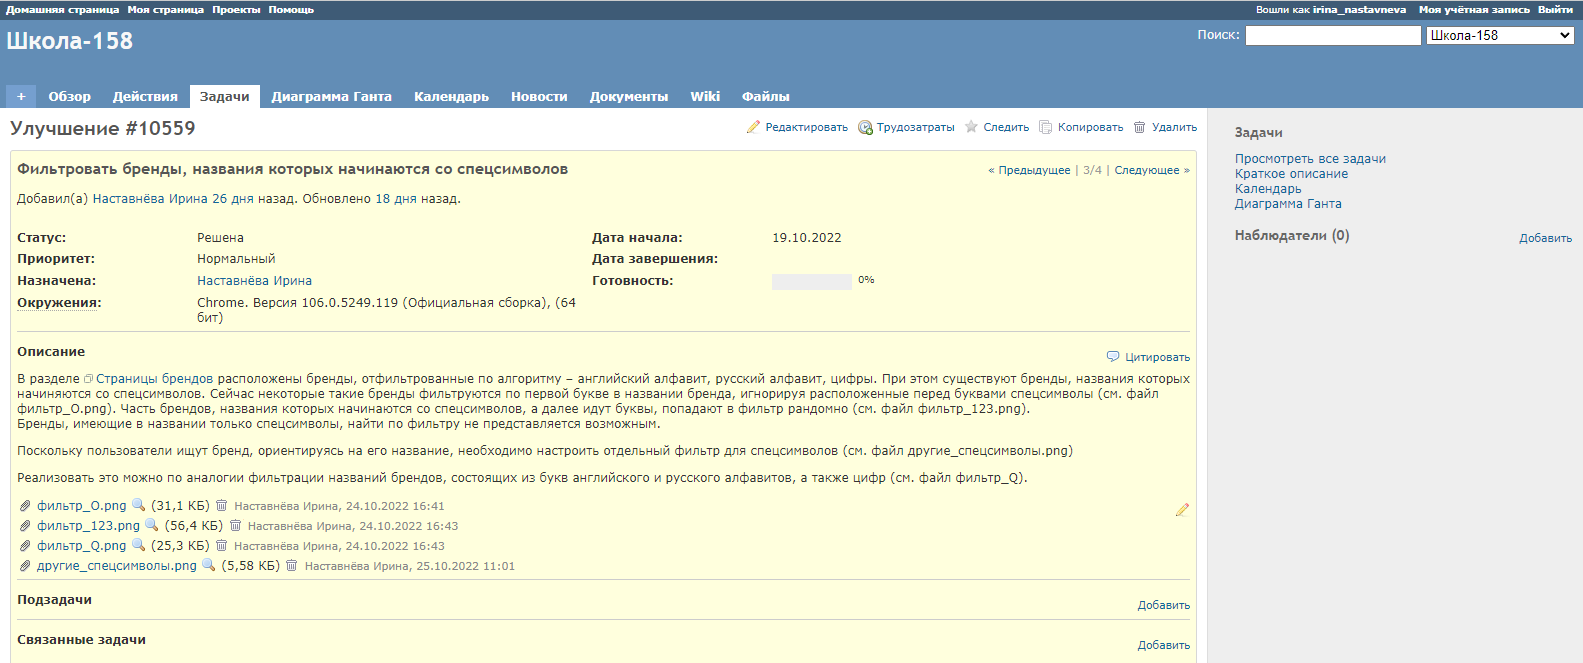 Домашняя страница Моя страница Проекты Помощь
Вошли как irina_nastavneva Моя учётная запись Выйти
Школа-158
Поиск: Школа-158
+ Обзор Действия Задачи Диаграмма Ганта Календарь Новости Документы Wiki Файлы
Улучшение #10559
Редактировать Трудозатраты Следить Копировать Удалить
Фильтровать бренды, названия которых начинаются со спецсимволов
« Предыдущее | 3/4 | Следующее »
Добавил(а) Наставнёва Ирина 26 дня назад. Обновлено 18 дня назад.
Статус: Решена Дата начала: 19.10.2022
Приоритет: Нормальный Дата завершения:
Назначена: Наставнёва Ирина Готовность: 0%
Окружения: Chrome. Версия 106.0.5249.119 (Официальная сборка), (64
бит)
Описание
Цитировать
В разделе Страницы брендов расположены бренды, отфильтрованные по алгоритму – английский алфавит, русский алфавит, цифры. При этом существуют бренды, названия которых
начиняются со спецсимволов. Сейчас некоторые такие бренды фильтруются по первой букве в названии бренда, игнорируя расположенные перед буквами спецсимволы (см. файл
фильтр_О.png). Часть брендов, названия которых начинаются со спецсимволов, а далее идут буквы, попадают в фильтр рандомно (см. файл фильтр_123.png).
Бренды, имеющие в названии только спецсимволы, найти по фильтру не представляется возможным.
Поскольку пользователи ищут бренд, ориентируясь на его название, необходимо настроить отдельный фильтр для спецсимволов (см. файл другие_спецсимволы.png)
Реализовать это можно по аналогии фильтрации названий брендов, состоящих из букв английского и русского алфавитов, а также цифр (см. файл фильтр_Q).
фильтр_О.png (31,1 КБ) Наставнёва Ирина, 24.10.2022 16:41
фильтр_123.png (56,4 КБ) Наставнёва Ирина, 24.10.2022 16:43
фильтр_Q.png (25,3 КБ) Наставнёва Ирина, 24.10.2022 16:43
другие_спецсимволы.png (5,58 КБ) Наставнёва Ирина, 25.10.2022 11:01
Подзадачи
Добавить
Связанные задачи
Добавить
Задачи
Просмотреть все задачи
Краткое описание
Календарь
Диаграмма Ганта
Наблюдатели (0)
Добавить